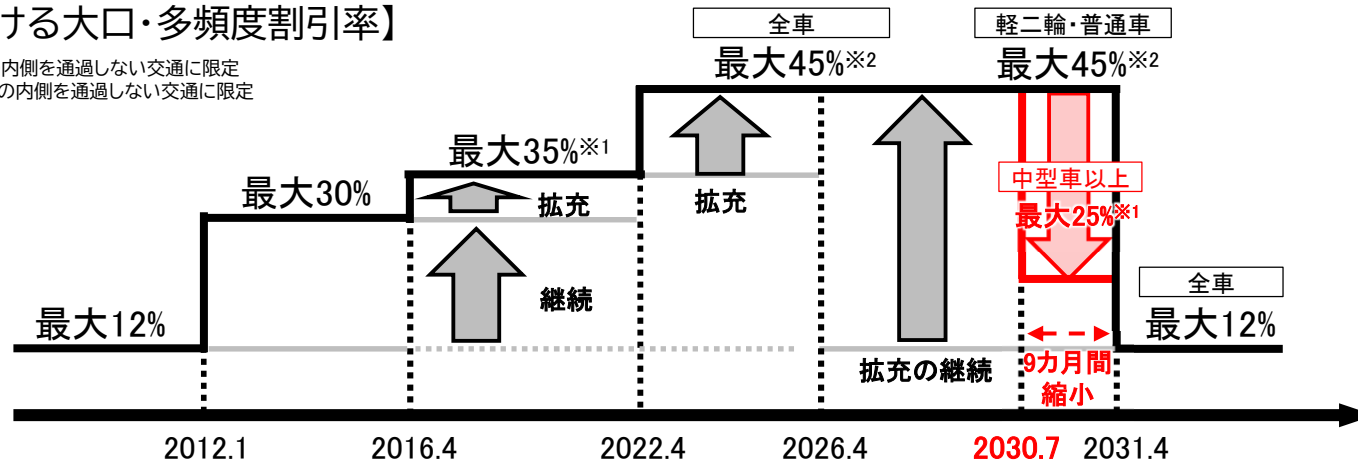 ける大口・多頻度割引率】
内側を通過しない交通に限定
の内側を通過しない交通に限定
全車
最大45%※2
軽二輪・普通車
最大45%※2
最大35%※1
最大30%
拡充
拡充
中型車以上
最大25%※1
継続
全車
最大12%
最大12%
拡充の継続
9カ月間
縮小
2012.1
2016.4
2022.4
2026.4
2030.7
2031.4